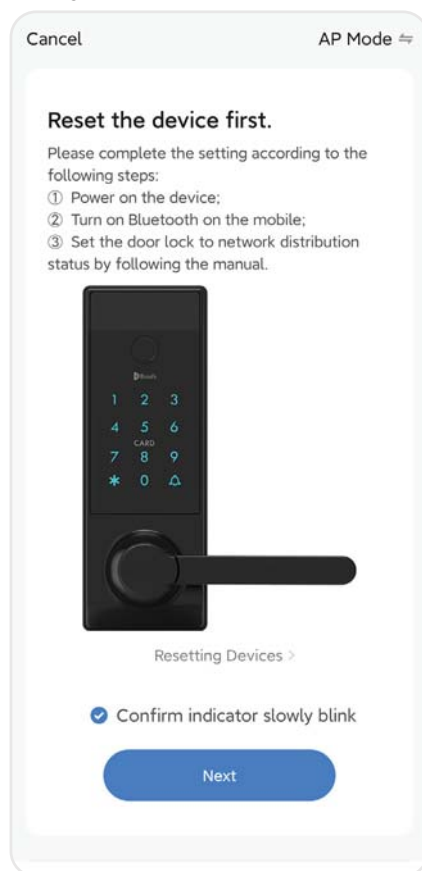 Cancel
AP Mode ⇋
Reset the device first.
Please complete the setting according to the
following steps:
① Power on the device;
② Turn on Bluetooth on the mobile;
③ Set the door lock to network distribution
status by following the manual.
1 2 3
4 5 6
CARD
7 8 9
* 0
Resetting Devices >
Confirm indicator slowly blink
Next